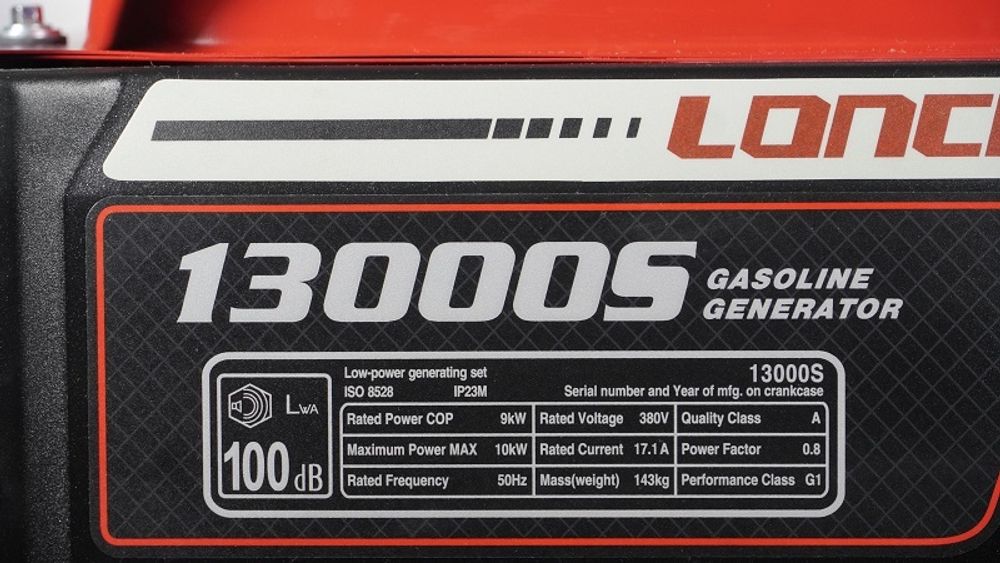 LONC
13000S GASOLINE
GENERATOR
Low-power generating set 13000S
ISO 8528 IP23M Serial number and Year of mfg. on crankcase
LWA
100 dB
Rated Power COP 9kW Rated Voltage 380V Quality Class A
Maximum Power MAX 10kW Rated Current 17.1A Power Factor 0.8
Rated Frequency 50Hz Mass(weight) 143kg Performance Class G1